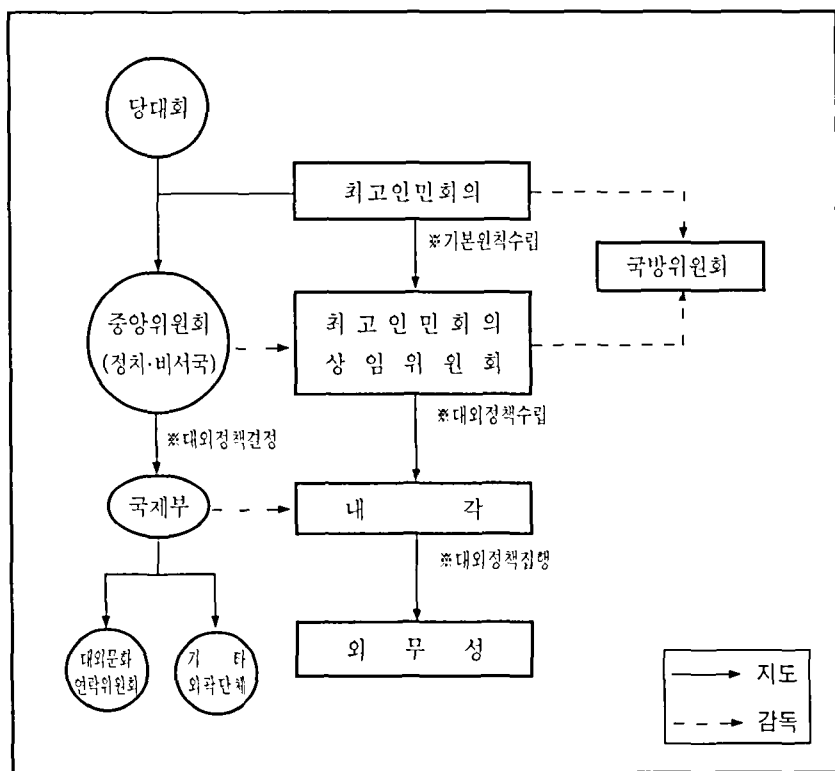 당대회
최고인민회의
※기본원칙수립
국방위원회
중앙위원회
(정치·비서국)
최고인민회의
상임위원회
※대외정책결정
※대외정책수립
국제부
내 각
※대외정책집행
대외문화
연락위원회
기 타
외곽단체
외 무 성
지도
감독